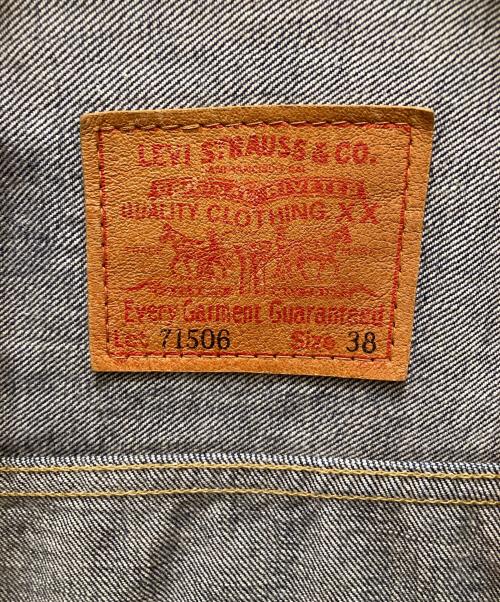 LEVI STRAUSS & CO.
QUALITY CLOTHING XX
Every Garment Guaranteed
Lot 71506 Size 38